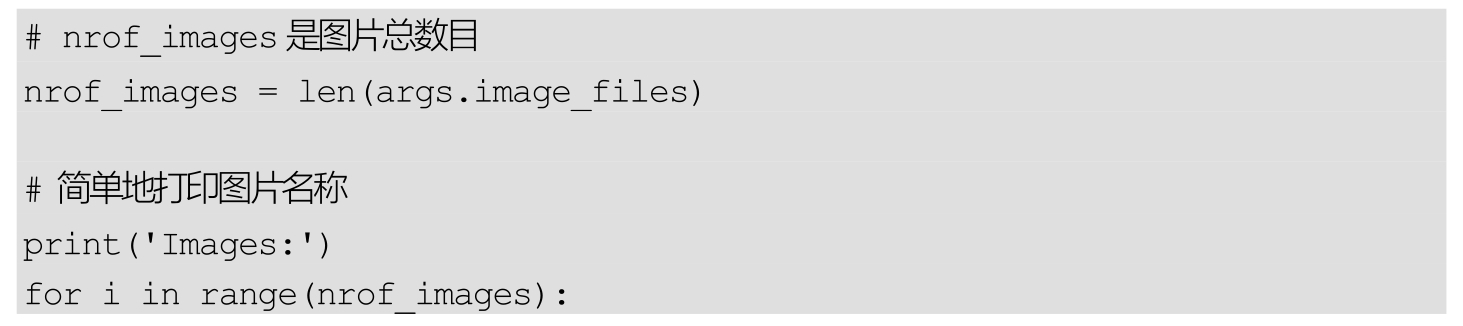 # nrof_images 是图片总数目
nrof_images = len(args.image_files)
# 简单地打印图片名称
print('Images:')
for i in range(nrof_images):